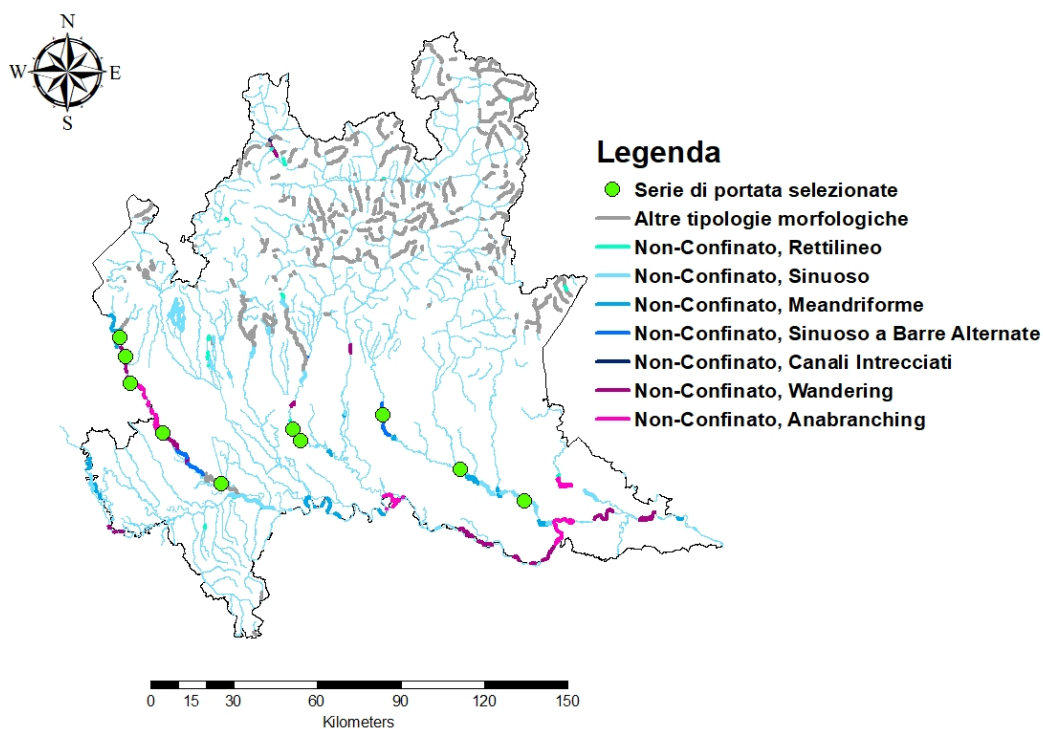 N
W
E
S
Legenda
Serie di portata selezionate
Altre tipologie morfologiche
Non-Confinato, Rettilineo
Non-Confinato, Sinuoso
Non-Confinato, Meandriforme
Non-Confinato, Sinuoso a Barre Alternate
Non-Confinato, Canali Intrecciati
Non-Confinato, Wandering
Non-Confinato, Anabranching
0 15 30 60 90 120 150
Kilometers